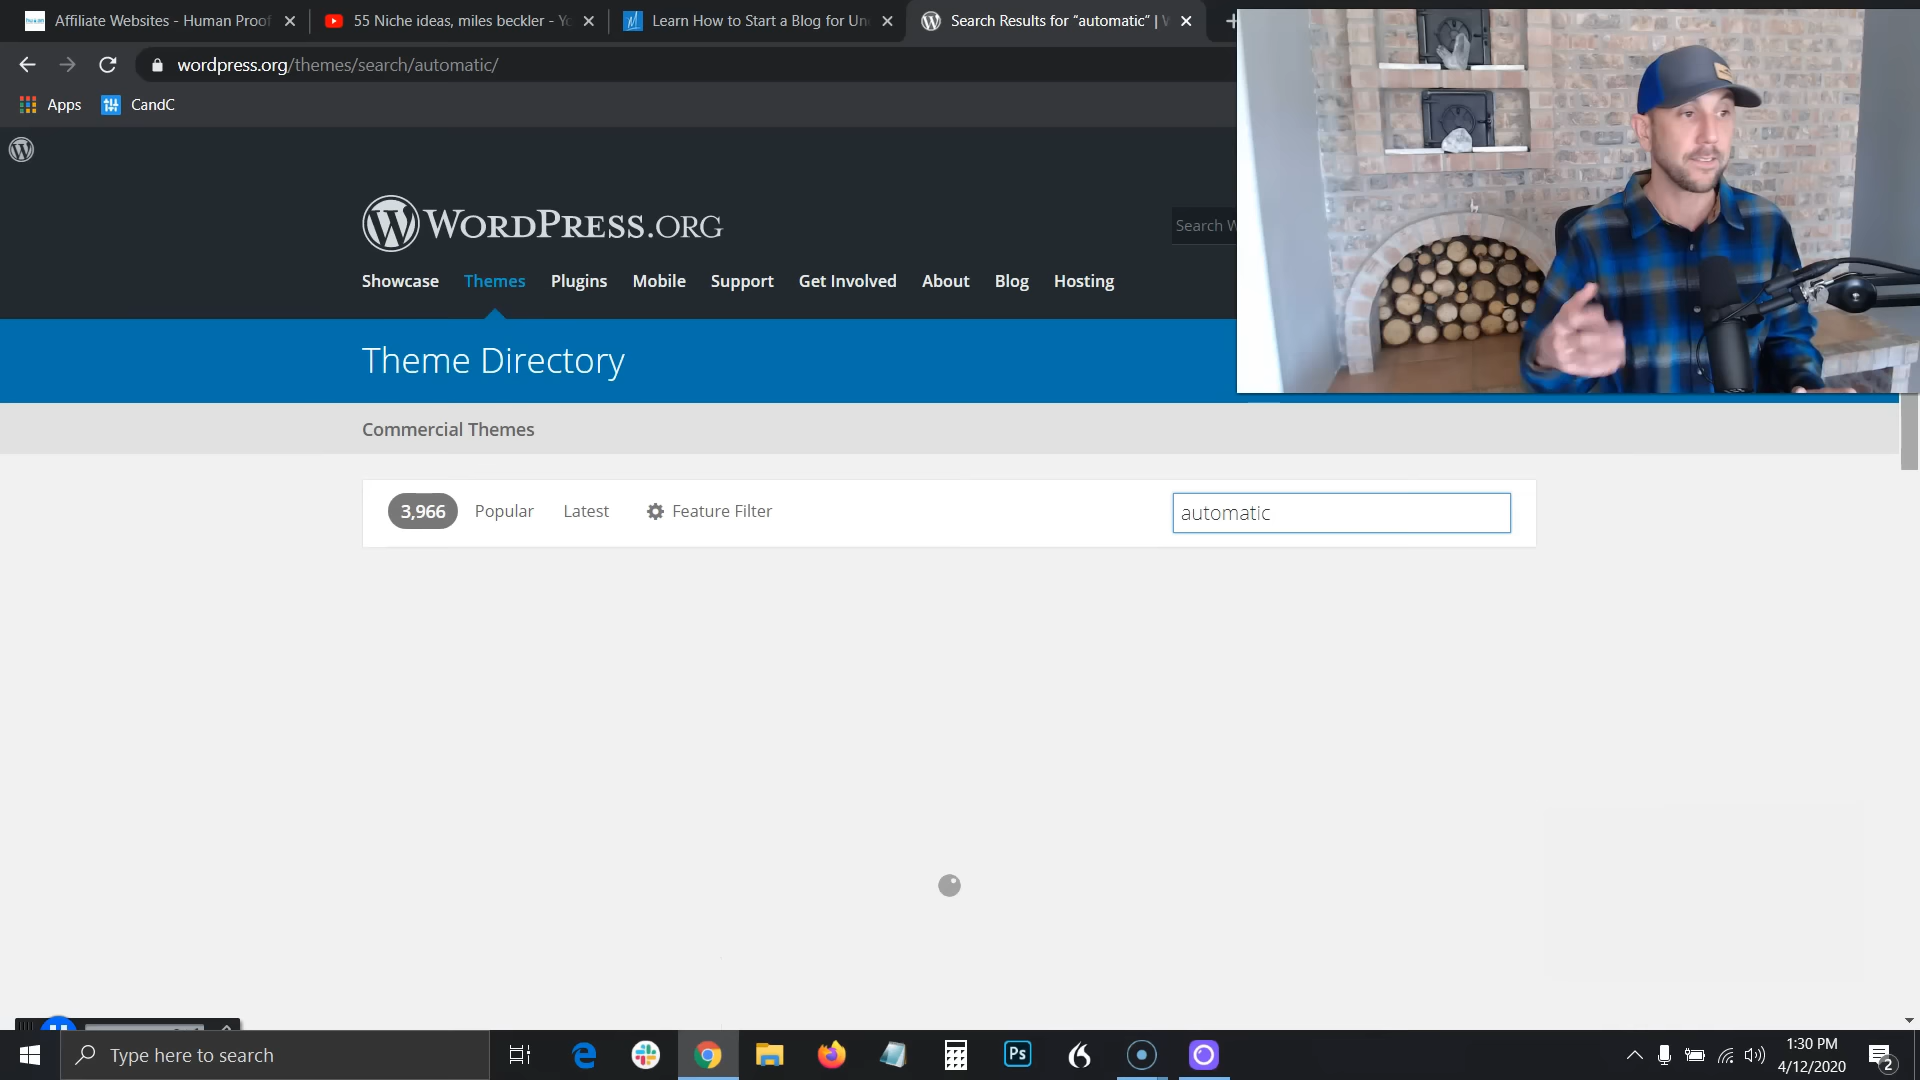 Affiliate Websites - Human Proof
55 Niche ideas, miles beckler - Yo
Learn How to Start a Blog for Un
Search Results for “automatic” | W
wordpress.org/themes/search/automatic/
Apps
CandC
WORDPRESS.ORG
Search W
Showcase
Themes
Plugins
Mobile
Support
Get Involved
About
Blog
Hosting
Theme Directory
Commercial Themes
3,966
Popular
Latest
Feature Filter
automatic
Type here to search
Ps
1:30 PM
4/12/2020
2